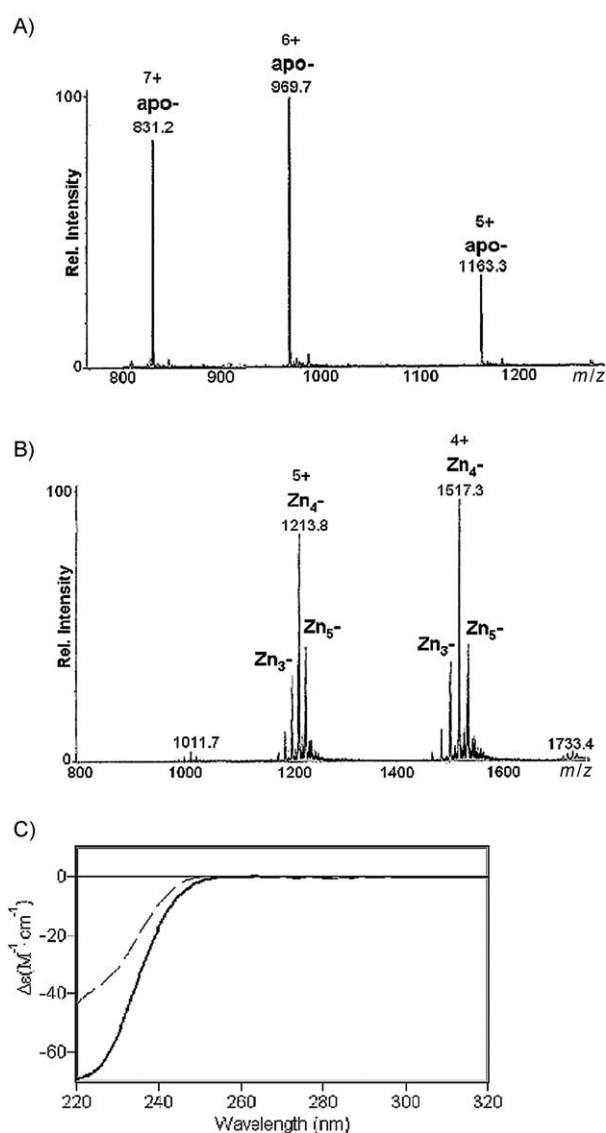 A)
7+
apo-
831.2
6+
apo-
969.7
5+
apo-
1163.3
100
Rel. Intensity
0
800 900 1000 1100 1200 m/z
B)
5+
Zn4-
1213.8
4+
Zn4-
1517.3
100
Rel. Intensity
Zn3-
Zn5-
Zn3-
Zn5-
1011.7
1733.4
0
800 1000 1200 1400 1600 m/z
C)
0
-20
-40
-60
Δε(M⁻¹·cm⁻¹)
220 240 260 280 300 320
Wavelength (nm)